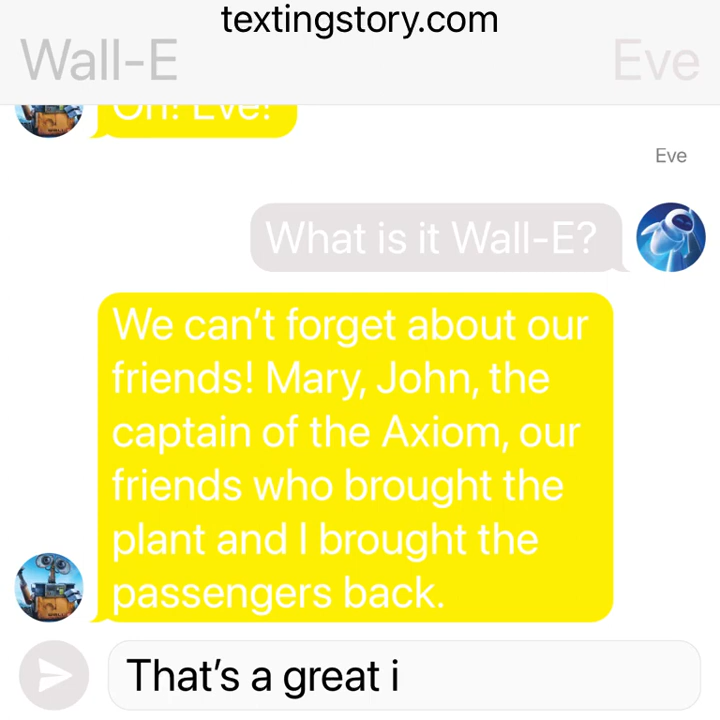 textingstory.com
Wall-E
Eve
Oh! Eve!
Eve
What is it Wall-E?
We can't forget about our
friends! Mary, John, the
captain of the Axiom, our
friends who brought the
plant and I brought the
passengers back.
That's a great i